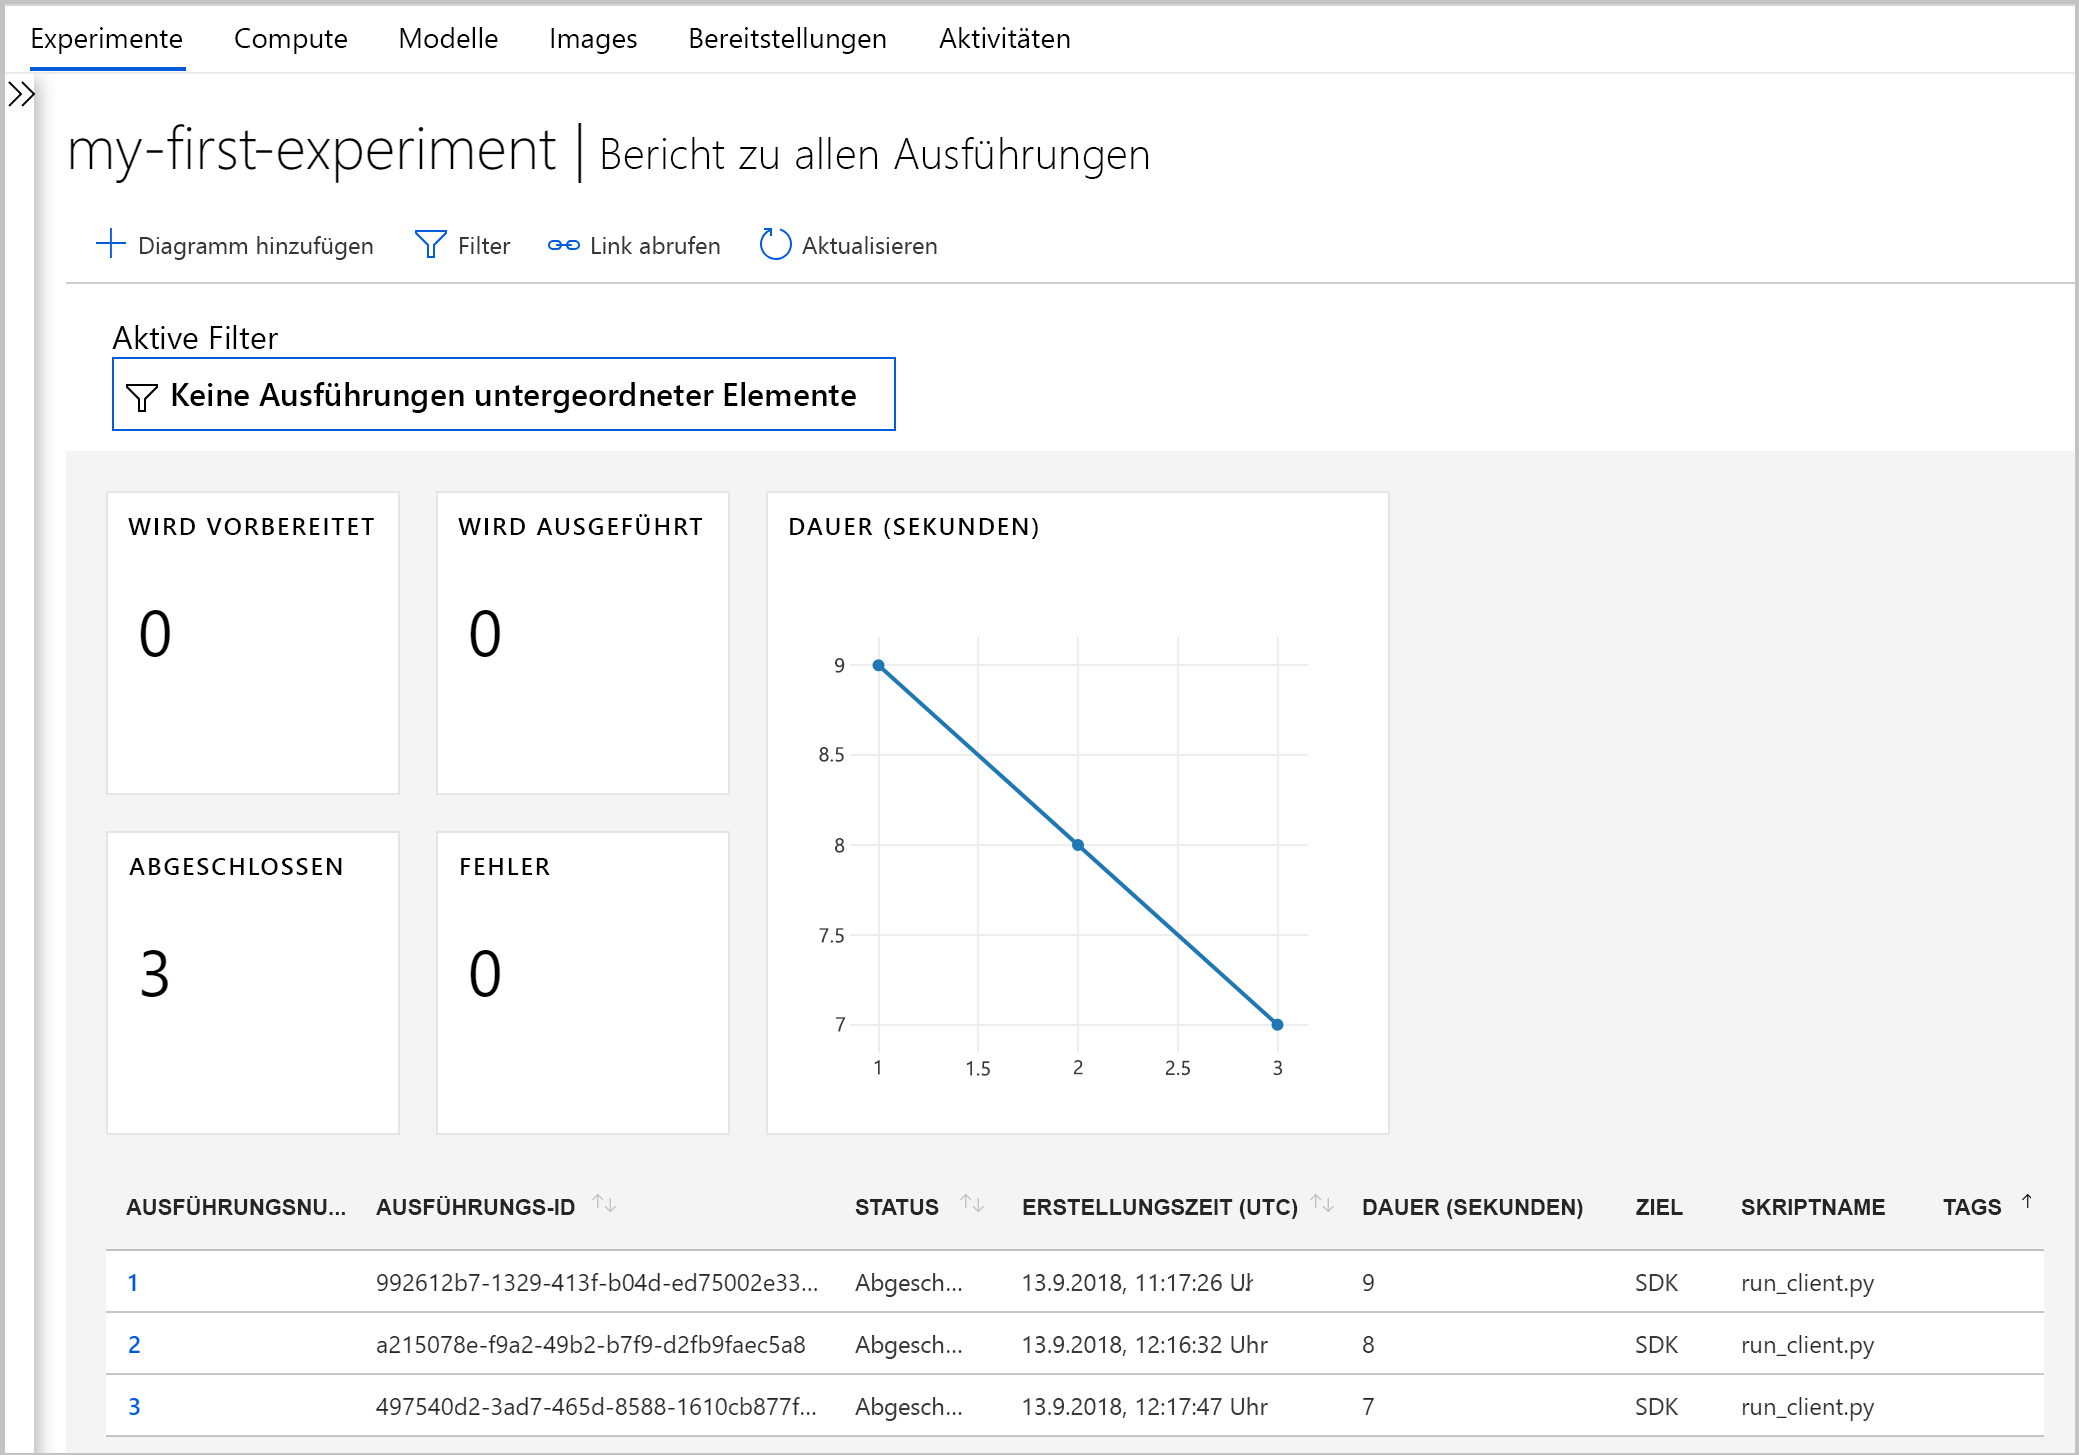 Experimente Compute Modelle Images Bereitstellungen Aktivitäten
my-first-experiment | Bericht zu allen Ausführungen
Diagramm hinzufügen Filter Link abrufen Aktualisieren
Aktive Filter
Keine Ausführungen untergeordneter Elemente
WIRD VORBEREITET
0
WIRD AUSGEFÜHRT
0
ABGESCHLOSSEN
3
FEHLER
0
DAUER (SEKUNDEN)
9
8.5
8
7.5
7
1 1.5 2 2.5 3
AUSFÜHRUNGSNU... AUSFÜHRUNGS-ID STATUS ERSTELLUNGSZEIT (UTC) DAUER (SEKUNDEN) ZIEL SKRIPTNAME TAGS
1 992612b7-1329-413f-b04d-ed75002e33... Abgesch... 13.9.2018, 11:17:26 9 SDK run_client.py
2 a215078e-f9a2-49b2-b7f9-d2fb9faec5a8 Abgesch... 13.9.2018, 12:16:32 Uhr 8 SDK run_client.py
3 497540d2-3ad7-465d-8588-1610cb877f... Abgesch... 13.9.2018, 12:17:47 Uhr 7 SDK run_client.py